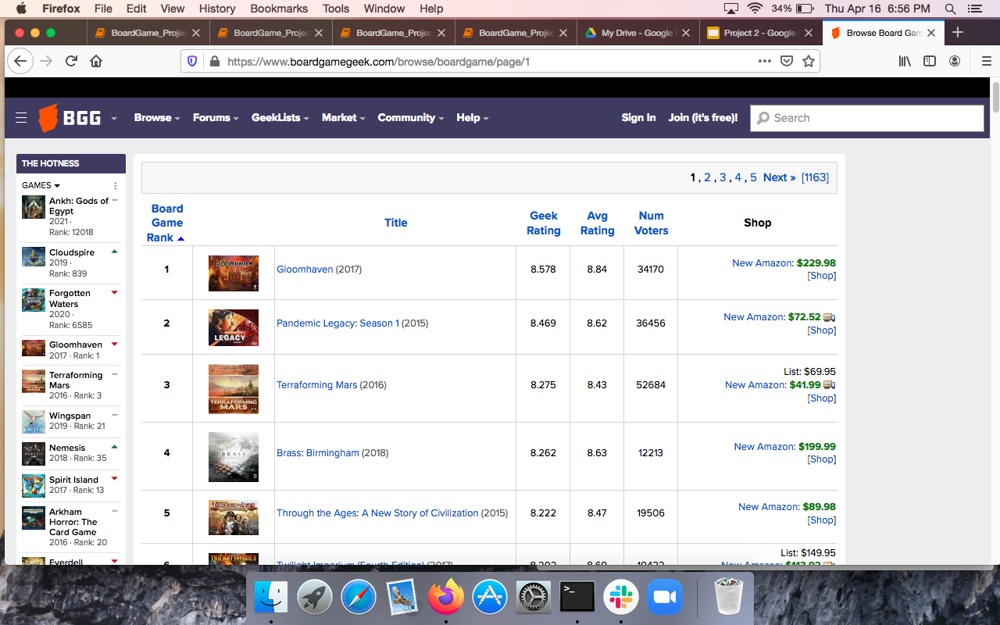 Firefox File Edit View History Bookmarks Tools Window Help 34% Thu Apr 16 6:56 PM
BoardGame_Projec BoardGame_Projec BoardGame_Projec BoardGame_Projec My Drive - Google Project 2 - Google Browse Board Gam
https://www.boardgamegeek.com/browse/boardgame/page/1
BGG Browse Forums GeekLists Market Community Help Sign In Join (it's free!) Search
THE HOTNESS
GAMES
Ankh: Gods of
Egypt
2021 ·
Rank: 12018
Cloudspire
2019 ·
Rank: 839
Forgotten
Waters
2020 ·
Rank: 6585
Gloomhaven
2017 · Rank: 1
Terraforming
Mars
2016 · Rank: 3
Wingspan
2019 · Rank: 21
Nemesis
2018 · Rank: 35
Spirit Island
2017 · Rank: 13
Arkham
Horror: The
Card Game
2016 · Rank: 20
Everdell
1 , 2 , 3 , 4 , 5 Next » [1163]
Board
Game
Rank
Title
Geek
Rating
Avg
Rating
Num
Voters
Shop
1 GLOOMHAVEN Gloomhaven (2017) 8.578 8.84 34170 New Amazon: $229.98
[Shop]
2 LEGACY Pandemic Legacy: Season 1 (2015) 8.469 8.62 36456 New Amazon: $72.52
[Shop]
List: $69.95
3 TERRAFORMING MARS Terraforming Mars (2016) 8.275 8.43 52684 New Amazon: $41.99
[Shop]
4 BRASS Brass: Birmingham (2018) 8.262 8.63 12213 New Amazon: $199.99
[Shop]
5 Through the Ages Through the Ages: A New Story of Civilization (2015) 8.222 8.47 19506 New Amazon: $89.98
[Shop]
List: $149.95
6 TWILIGHT IMPERIUM Twilight Imperium (Fourth Edition) (2017)